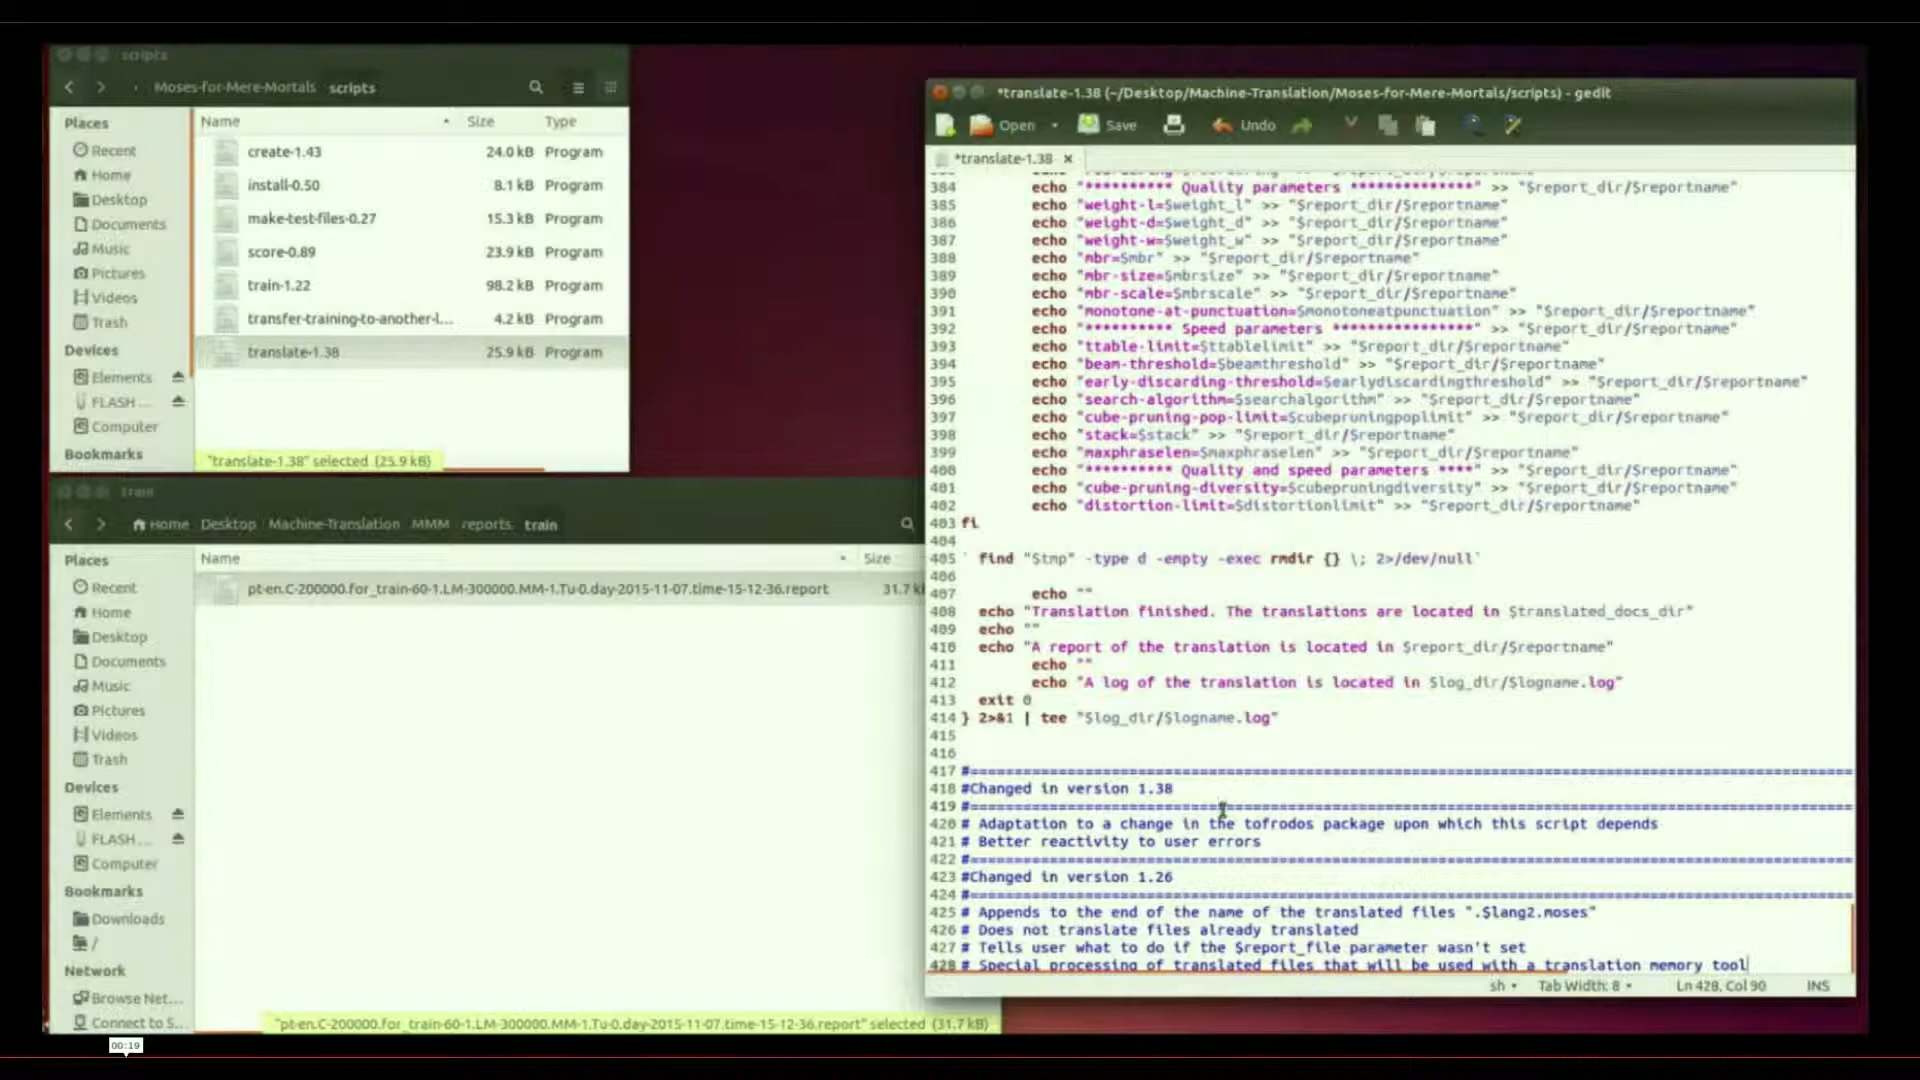 scripts
Moses-for-Mere-Mortals scripts
Places
Recent
Home
Desktop
Documents
Music
Pictures
Videos
Trash
Devices
Elements
FLASH ...
Computer
Bookmarks
Name Size Type
create-1.43 24.0 kB Program
install-0.50 8.1 kB Program
make-test-files-0.27 15.3 kB Program
score-0.89 23.9 kB Program
train-1.22 98.2 kB Program
transfer-training-to-another-l... 4.2 kB Program
translate-1.38 25.9 kB Program
"translate-1.38" selected (25.9 kB)
train
Home Desktop Machine-Translation MMM reports train
Places
Recent
Home
Desktop
Documents
Music
Pictures
Videos
Trash
Devices
Elements
FLASH ...
Computer
Bookmarks
Downloads
/
Network
Browse Net...
Connect to S...
Name Size
pt-en.C-200000.for_train-60-1.LM-300000.MM-1.Tu-0.day-2015-11-07.time-15-12-36.report 31.7 k
"pt-en.C-200000.for_train-60-1.LM-300000.MM-1.Tu-0.day-2015-11-07.time-15-12-36.report" selected (31.7 kB)
*translate-1.38 (~/Desktop/Machine-Translation/Moses-for-Mere-Mortals/scripts) - gedit
Open Save Undo
*translate-1.38 ×
384 echo "********** Quality parameters **************" >> "$report_dir/$reportname"
385 echo "weight-l=$weight_l" >> "$report_dir/$reportname"
386 echo "weight-d=$weight_d" >> "$report_dir/$reportname"
387 echo "weight-w=$weight_w" >> "$report_dir/$reportname"
388 echo "mbr=$mbr" >> "$report_dir/$reportname"
389 echo "mbr-size=$mbrsize" >> "$report_dir/$reportname"
390 echo "mbr-scale=$mbrscale" >> "$report_dir/$reportname"
391 echo "monotone-at-punctuation=$monotoneatpunctuation" >> "$report_dir/$reportname"
392 echo "********** Speed parameters ****************" >> "$report_dir/$reportname"
393 echo "ttable-limit=$ttablelimit" >> "$report_dir/$reportname"
394 echo "beam-threshold=$beamthreshold" >> "$report_dir/$reportname"
395 echo "early-discarding-threshold=$earlydiscardingthreshold" >> "$report_dir/$reportname"
396 echo "search-algorithm=$searchalgorithm" >> "$report_dir/$reportname"
397 echo "cube-pruning-pop-limit=$cubepruningpoplimit" >> "$report_dir/$reportname"
398 echo "stack=$stack" >> "$report_dir/$reportname"
399 echo "maxphraselen=$maxphraselen" >> "$report_dir/$reportname"
400 echo "********** Quality and speed parameters ****" >> "$report_dir/$reportname"
401 echo "cube-pruning-diversity=$cubepruningdiversity" >> "$report_dir/$reportname"
402 echo "distortion-limit=$distortionlimit" >> "$report_dir/$reportname"
403 fi
404
405 ` find "$tmp" -type d -empty -exec rmdir {} \; 2>/dev/null`
406
407 echo ""
408 echo "Translation finished. The translations are located in $translated_docs_dir"
409 echo ""
410 echo "A report of the translation is located in $report_dir/$reportname"
411 echo ""
412 echo "A log of the translation is located in $log_dir/$logname.log"
413 exit 0
414 } 2>&1 | tee "$log_dir/$logname.log"
415
416
417 #====================================================================================================
418 #Changed in version 1.38
419 #====================================================================================================
420 # Adaptation to a change in the tofrodos package upon which this script depends
421 # Better reactivity to user errors
422 #====================================================================================================
423 #Changed in version 1.26
424 #====================================================================================================
425 # Appends to the end of the name of the translated files ".$lang2.moses"
426 # Does not translate files already translated
427 # Tells user what to do if the $report_file parameter wasn't set
428 # Special processing of translated files that will be used with a translation memory tool
sh Tab Width: 8 Ln 428, Col 90 INS
00:19